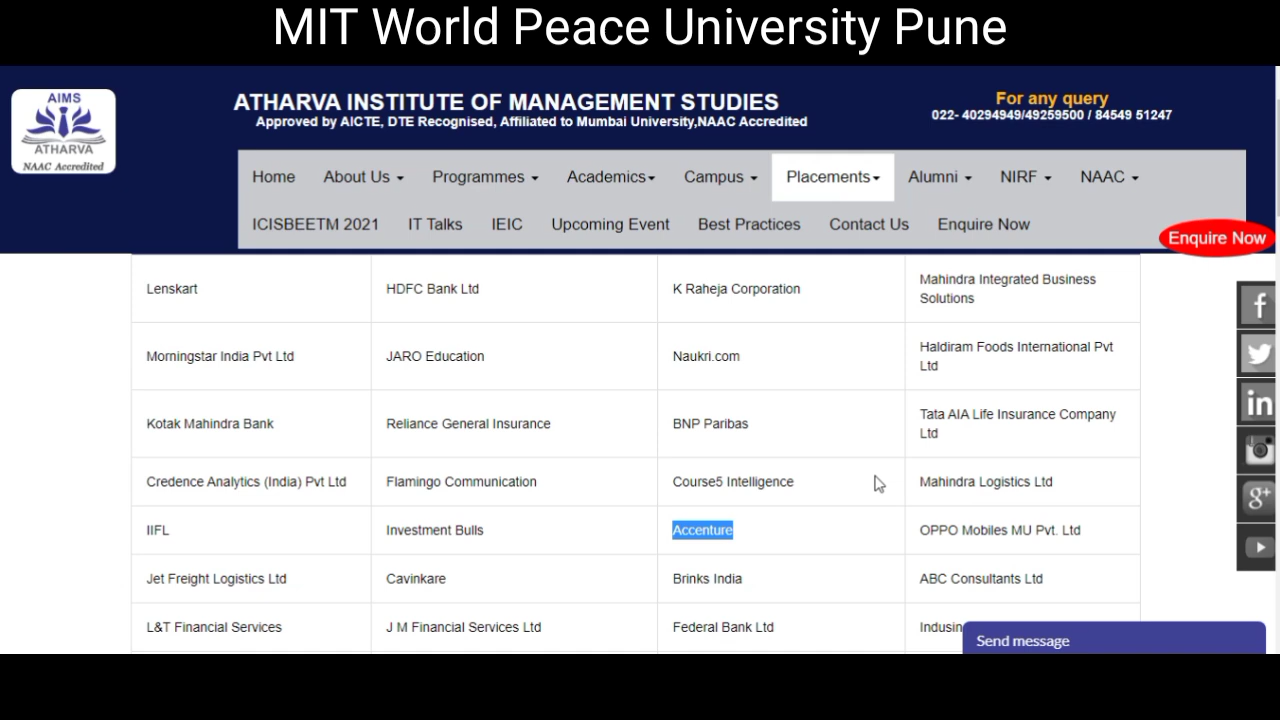 MIT World Peace University Pune
AIMS
ATHARVA
NAAC Accredited
ATHARVA INSTITUTE OF MANAGEMENT STUDIES
Approved by AICTE, DTE Recognised, Affiliated to Mumbai University,NAAC Accredited
For any query
022- 40294949/49259500 / 84549 51247
Home About Us Programmes Academics Campus Placements Alumni NIRF NAAC
ICISBEETM 2021 IT Talks IEIC Upcoming Event Best Practices Contact Us Enquire Now
Enquire Now
Lenskart HDFC Bank Ltd K Raheja Corporation Mahindra Integrated Business
Solutions
Morningstar India Pvt Ltd JARO Education Naukri.com Haldiram Foods International Pvt
Ltd
Kotak Mahindra Bank Reliance General Insurance BNP Paribas Tata AIA Life Insurance Company
Ltd
Credence Analytics (India) Pvt Ltd Flamingo Communication Course5 Intelligence Mahindra Logistics Ltd
IIFL Investment Bulls Accenture OPPO Mobiles MU Pvt. Ltd
Jet Freight Logistics Ltd Cavinkare Brinks India ABC Consultants Ltd
L&T Financial Services J M Financial Services Ltd Federal Bank Ltd Indusin
Send message